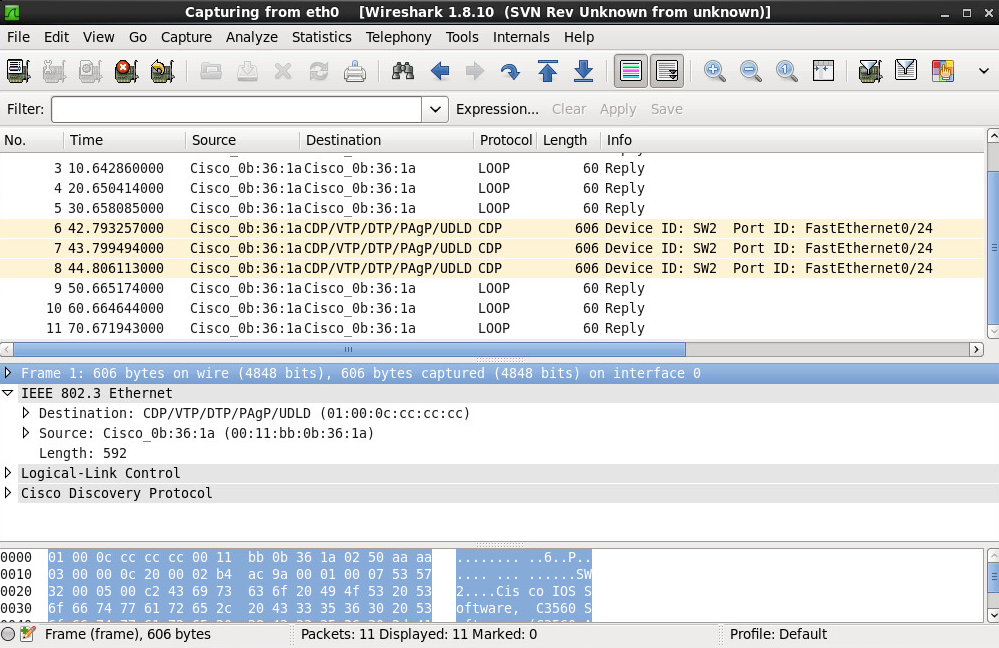 Capturing from eth0 [Wireshark 1.8.10 (SVN Rev Unknown from unknown)]
File Edit View Go Capture Analyze Statistics Telephony Tools Internals Help
Filter: Expression... Clear Apply Save
No. Time Source Destination Protocol Length Info
3 10.642860000 Cisco_0b:36:1a Cisco_0b:36:1a LOOP 60 Reply
4 20.650414000 Cisco_0b:36:1a Cisco_0b:36:1a LOOP 60 Reply
5 30.658085000 Cisco_0b:36:1a Cisco_0b:36:1a LOOP 60 Reply
6 42.793257000 Cisco_0b:36:1a CDP/VTP/DTP/PAgP/UDLD CDP 606 Device ID: SW2 Port ID: FastEthernet0/24
7 43.799494000 Cisco_0b:36:1a CDP/VTP/DTP/PAgP/UDLD CDP 606 Device ID: SW2 Port ID: FastEthernet0/24
8 44.806113000 Cisco_0b:36:1a CDP/VTP/DTP/PAgP/UDLD CDP 606 Device ID: SW2 Port ID: FastEthernet0/24
9 50.665174000 Cisco_0b:36:1a Cisco_0b:36:1a LOOP 60 Reply
10 60.664644000 Cisco_0b:36:1a Cisco_0b:36:1a LOOP 60 Reply
11 70.671943000 Cisco_0b:36:1a Cisco_0b:36:1a LOOP 60 Reply
Frame 1: 606 bytes on wire (4848 bits), 606 bytes captured (4848 bits) on interface 0
IEEE 802.3 Ethernet
Destination: CDP/VTP/DTP/PAgP/UDLD (01:00:0c:cc:cc:cc)
Source: Cisco_0b:36:1a (00:11:bb:0b:36:1a)
Length: 592
Logical-Link Control
Cisco Discovery Protocol
0000 01 00 0c cc cc cc 00 11 bb 0b 36 1a 02 50 aa aa ........ ..6..P..
0010 03 00 00 0c 20 00 02 b4 ac 9a 00 01 00 07 53 57 .... ... ......SW
0020 32 00 05 00 c2 43 69 73 63 6f 20 49 4f 53 20 53 2....Cis co IOS S
0030 6f 66 74 77 61 72 65 2c 20 43 33 35 36 30 20 53 oftware, C3560 S
Frame (frame), 606 bytes Packets: 11 Displayed: 11 Marked: 0 Profile: Default